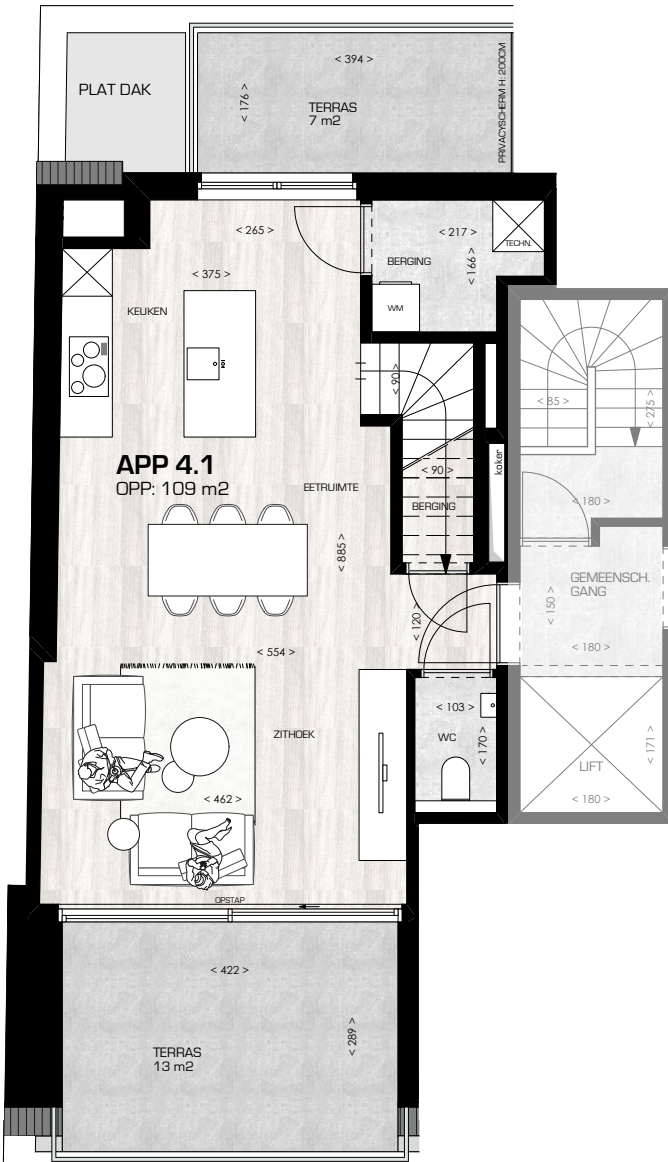 PLAT DAK
< 394 >
< 176 >
TERRAS
7 m2
PRIVACYSCHERM H: 200CM
< 265 >
< 217 >
TECHN.
BERGING
< 166 >
< 375 >
KEUKEN
WM
< 90 >
< 85 >
< 275 >
APP 4.1
OPP: 109 m2
koker
< 90 >
EETRUIMTE
BERGING
< 180 >
< 885 >
GEMEENSCH.
GANG
< 150 >
< 120 >
< 554 >
< 180 >
< 103 >
ZITHOEK
WC
< 170 >
< 171 >
LIFT
< 462 >
< 180 >
OPSTAP
< 422 >
< 289 >
TERRAS
13 m2